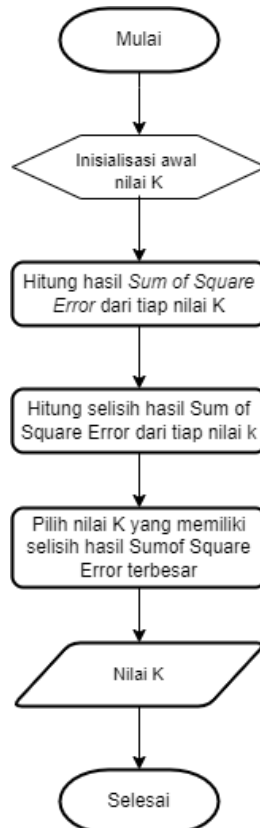 Mulai
Inisialisasi awal
nilai K
Hitung hasil Sum of Square
Error dari tiap nilai K
Hitung selisih hasil Sum of
Square Error dari tiap nilai k
Pilih nilai K yang memiliki
selisih hasil Sumof Square
Error terbesar
Nilai K
Selesai